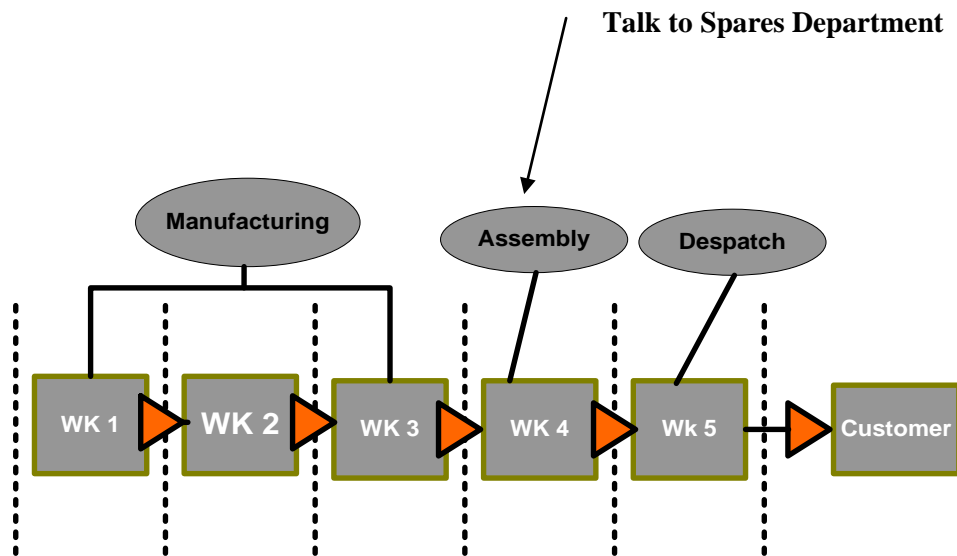 Talk to Spares Department
Manufacturing
Assembly
Despatch
WK 1
WK 2
WK 3
WK 4
Wk 5
Customer